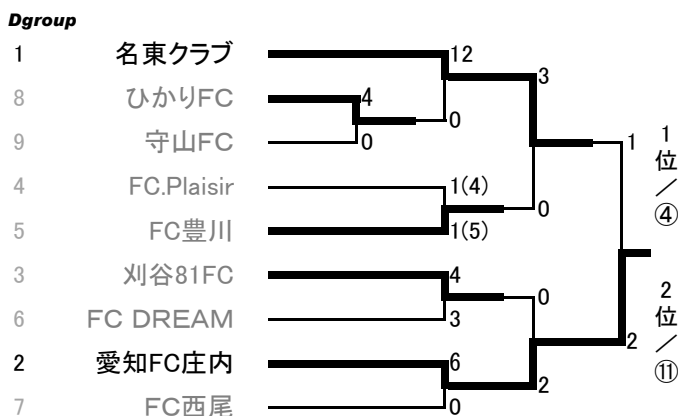 Dgroup
1 名東クラブ 12
3
8 ひかりFC 4
0
9 守山FC 0
1 1位/④
4 FC.Plaisir 1(4)
0
5 FC豊川 1(5)
3 刈谷81FC 4
0
6 FC DREAM 3
2 2位/⑪
2 愛知FC庄内 6
2
7 FC西尾 0